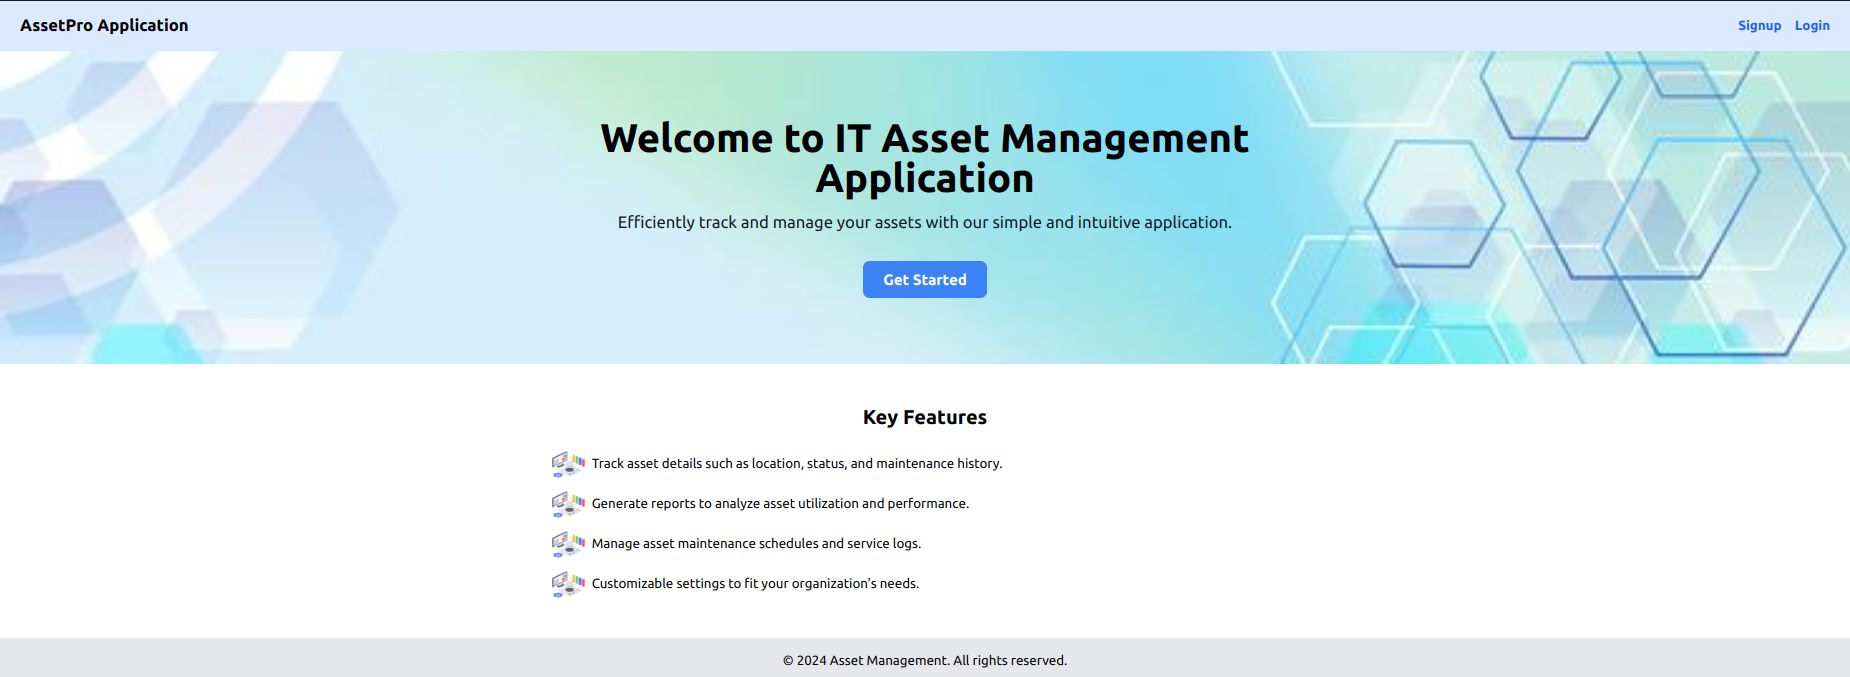 AssetPro Application
Signup Login
Welcome to IT Asset Management
Application
Efficiently track and manage your assets with our simple and intuitive application.
Get Started
Key Features
Track asset details such as location, status, and maintenance history.
Generate reports to analyze asset utilization and performance.
Manage asset maintenance schedules and service logs.
Customizable settings to fit your organization's needs.
© 2024 Asset Management. All rights reserved.